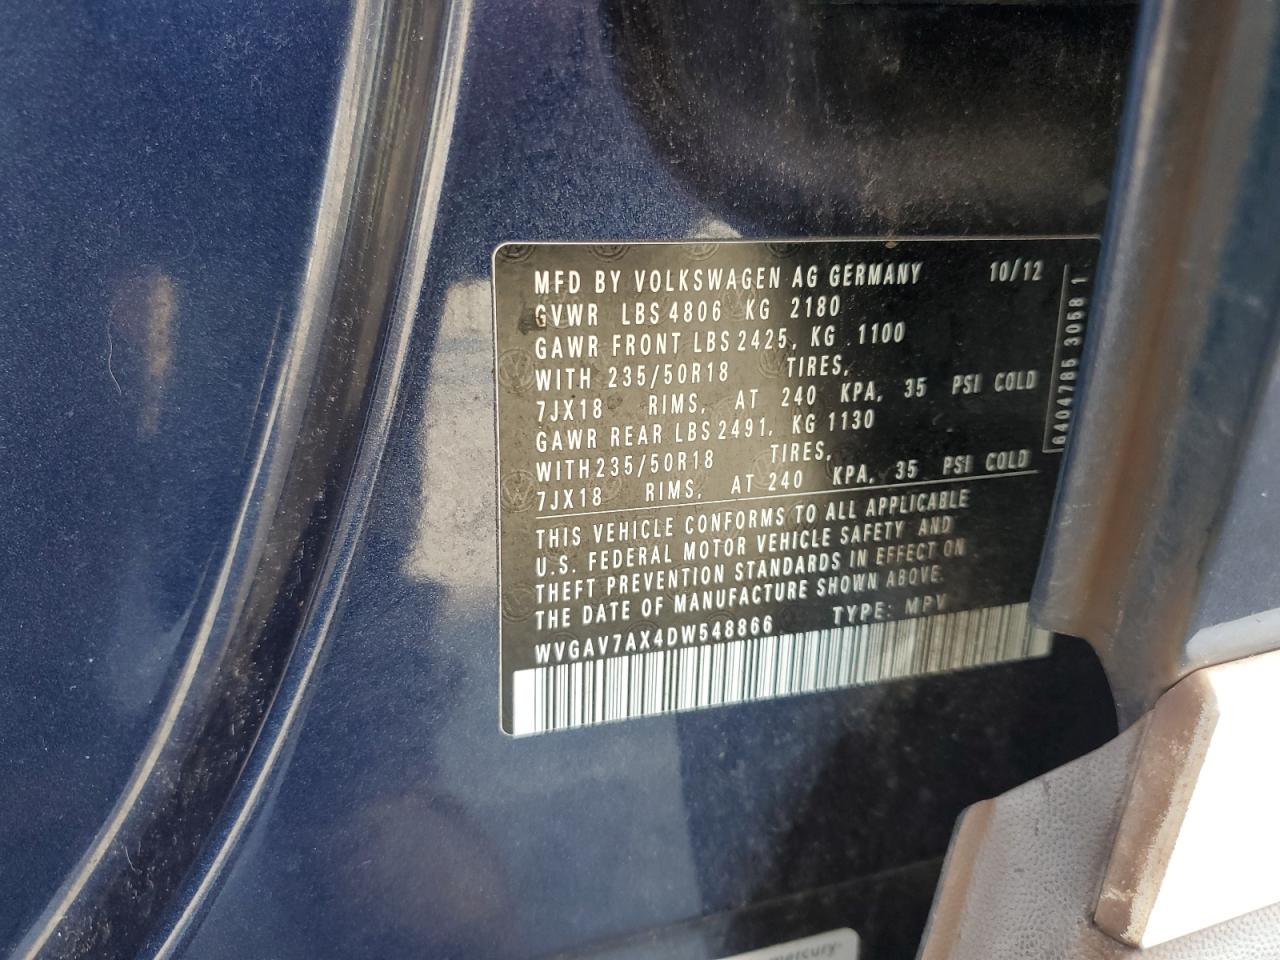 MFD BY VOLKSWAGEN AG GERMANY 10/12
GVWR LBS 4806 KG 2180
GAWR FRONT LBS 2425, KG 1100
WITH 235/50R18 TIRES,
7JX18 RIMS, AT 240 KPA, 35 PSI COLD
GAWR REAR LBS 2491, KG 1130
WITH 235/50R18 TIRES,
7JX18 RIMS, AT 240 KPA, 35 PSI COLD
THIS VEHICLE CONFORMS TO ALL APPLICABLE
U.S. FEDERAL MOTOR VEHICLE SAFETY AND
THEFT PREVENTION STANDARDS IN EFFECT ON
THE DATE OF MANUFACTURE SHOWN ABOVE.
WVGAV7AX4DW548866 TYPE: MPV
6404785 3058 1
mercury-